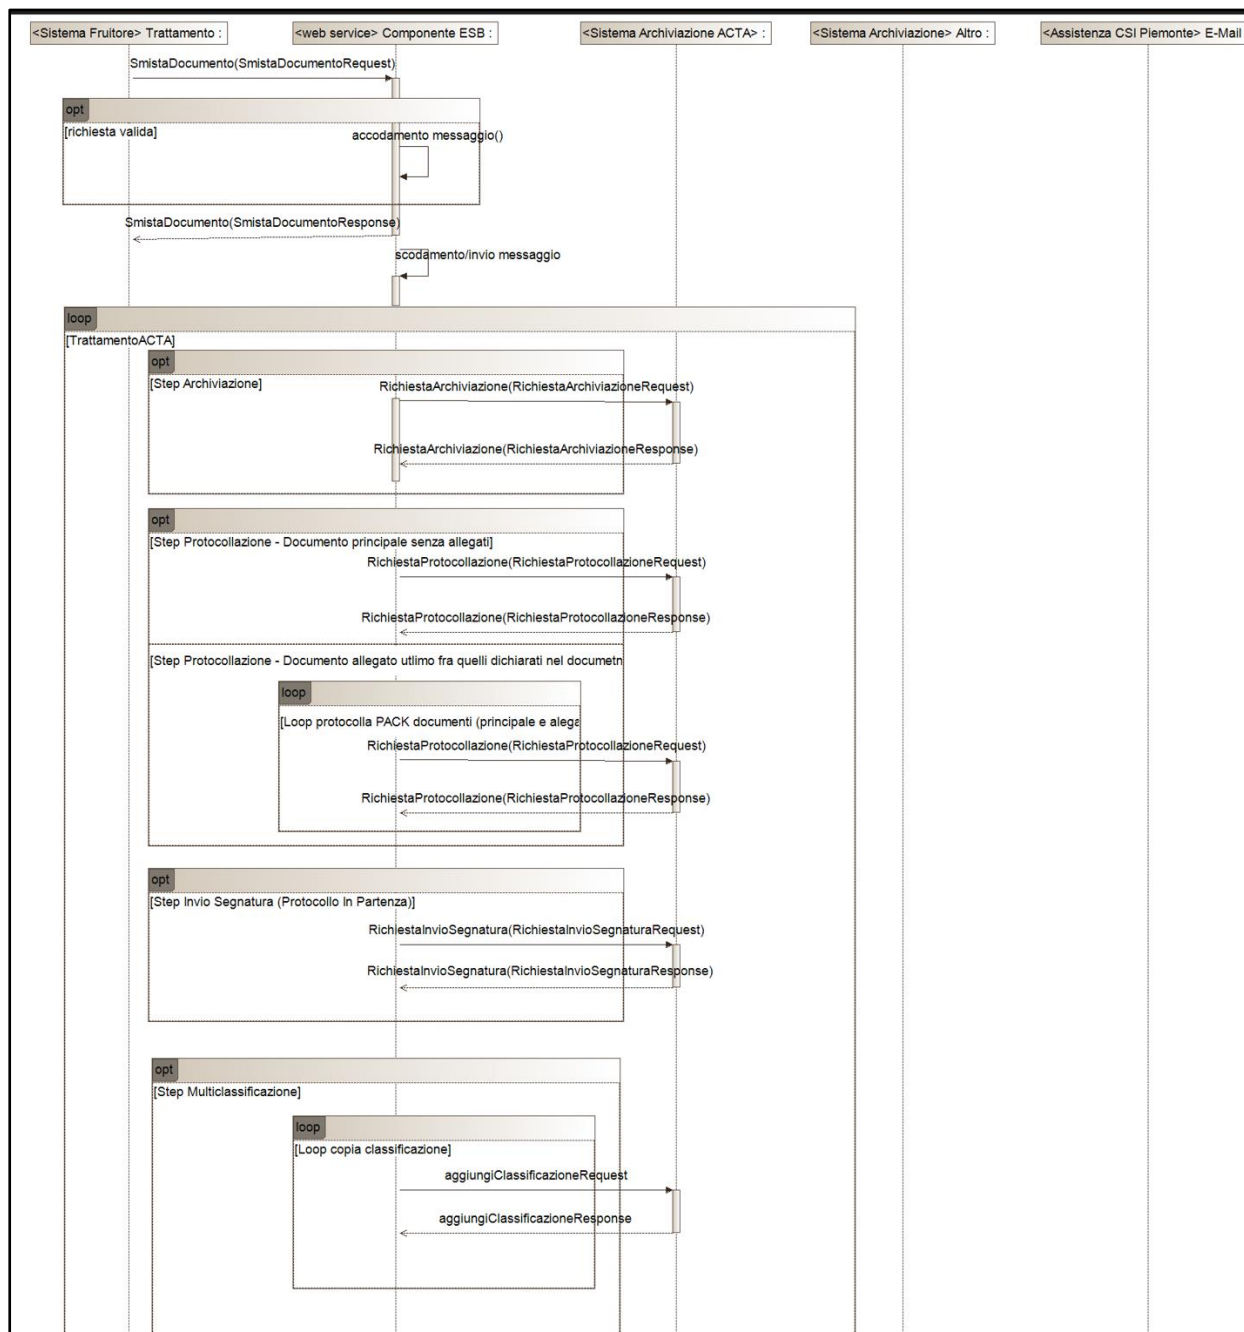 <Sistema Fruitore> Trattamento :
<web service> Componente ESB :
<Sistema Archiviazione ACTA> :
<Sistema Archiviazione> Altro :
<Assistenza CSI Piemonte> E-Mail
SmistaDocumento(SmistaDocumentoRequest)
opt
[richiesta valida]
accodamento messaggio()
SmistaDocumento(SmistaDocumentoResponse)
scodamento/invio messaggio
loop
[TrattamentoACTA]
opt
[Step Archiviazione]
RichiestaArchiviazione(RichiestaArchiviazioneRequest)
RichiestaArchiviazione(RichiestaArchiviazioneResponse)
opt
[Step Protocollazione - Documento principale senza allegati]
RichiestaProtocollazione(RichiestaProtocollazioneRequest)
RichiestaProtocollazione(RichiestaProtocollazioneResponse)
[Step Protocollazione - Documento allegato utlimo fra quelli dichiarati nel documetn
loop
[Loop protocolla PACK documenti (principale e alega
RichiestaProtocollazione(RichiestaProtocollazioneRequest)
RichiestaProtocollazione(RichiestaProtocollazioneResponse)
opt
[Step Invio Segnatura (Protocollo In Partenza)]
RichiestaInvioSegnatura(RichiestaInvioSegnaturaRequest)
RichiestaInvioSegnatura(RichiestaInvioSegnaturaResponse)
opt
[Step Multiclassificazione]
loop
[Loop copia classificazione]
aggiungiClassificazioneRequest
aggiungiClassificazioneResponse